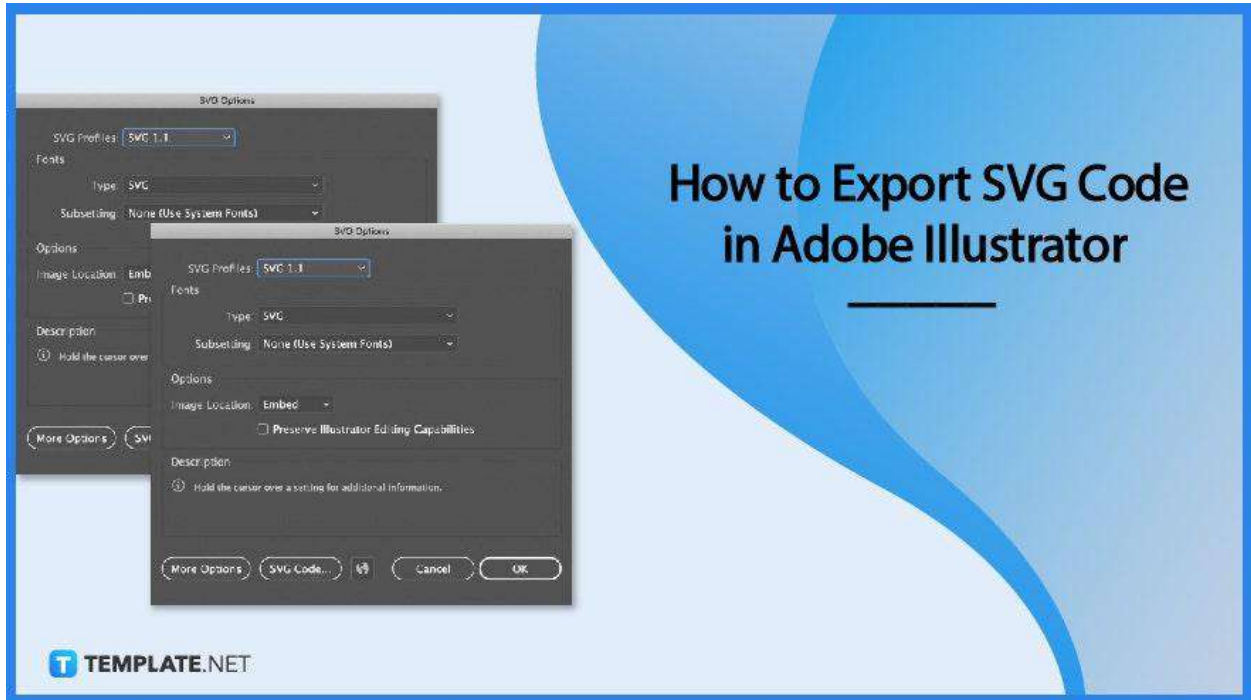 SVG Options
SVG Profiles: SVG 1.1
Fonts
Type: SVG
Subsetting: None (Use System Fonts)
Options
Image Location: Emb
Pr
Description
Hold the cursor over
More Options
SV
SVG Options
SVG Profiles: SVG 1.1
Fonts
Type: SVG
Subsetting: None (Use System Fonts)
Options
Image Location: Embed
Preserve Illustrator Editing Capabilities
Description
Hold the cursor over a setting for additional information.
More Options SVG Code... Cancel OK
How to Export SVG Code
in Adobe Illustrator
T TEMPLATE.NET